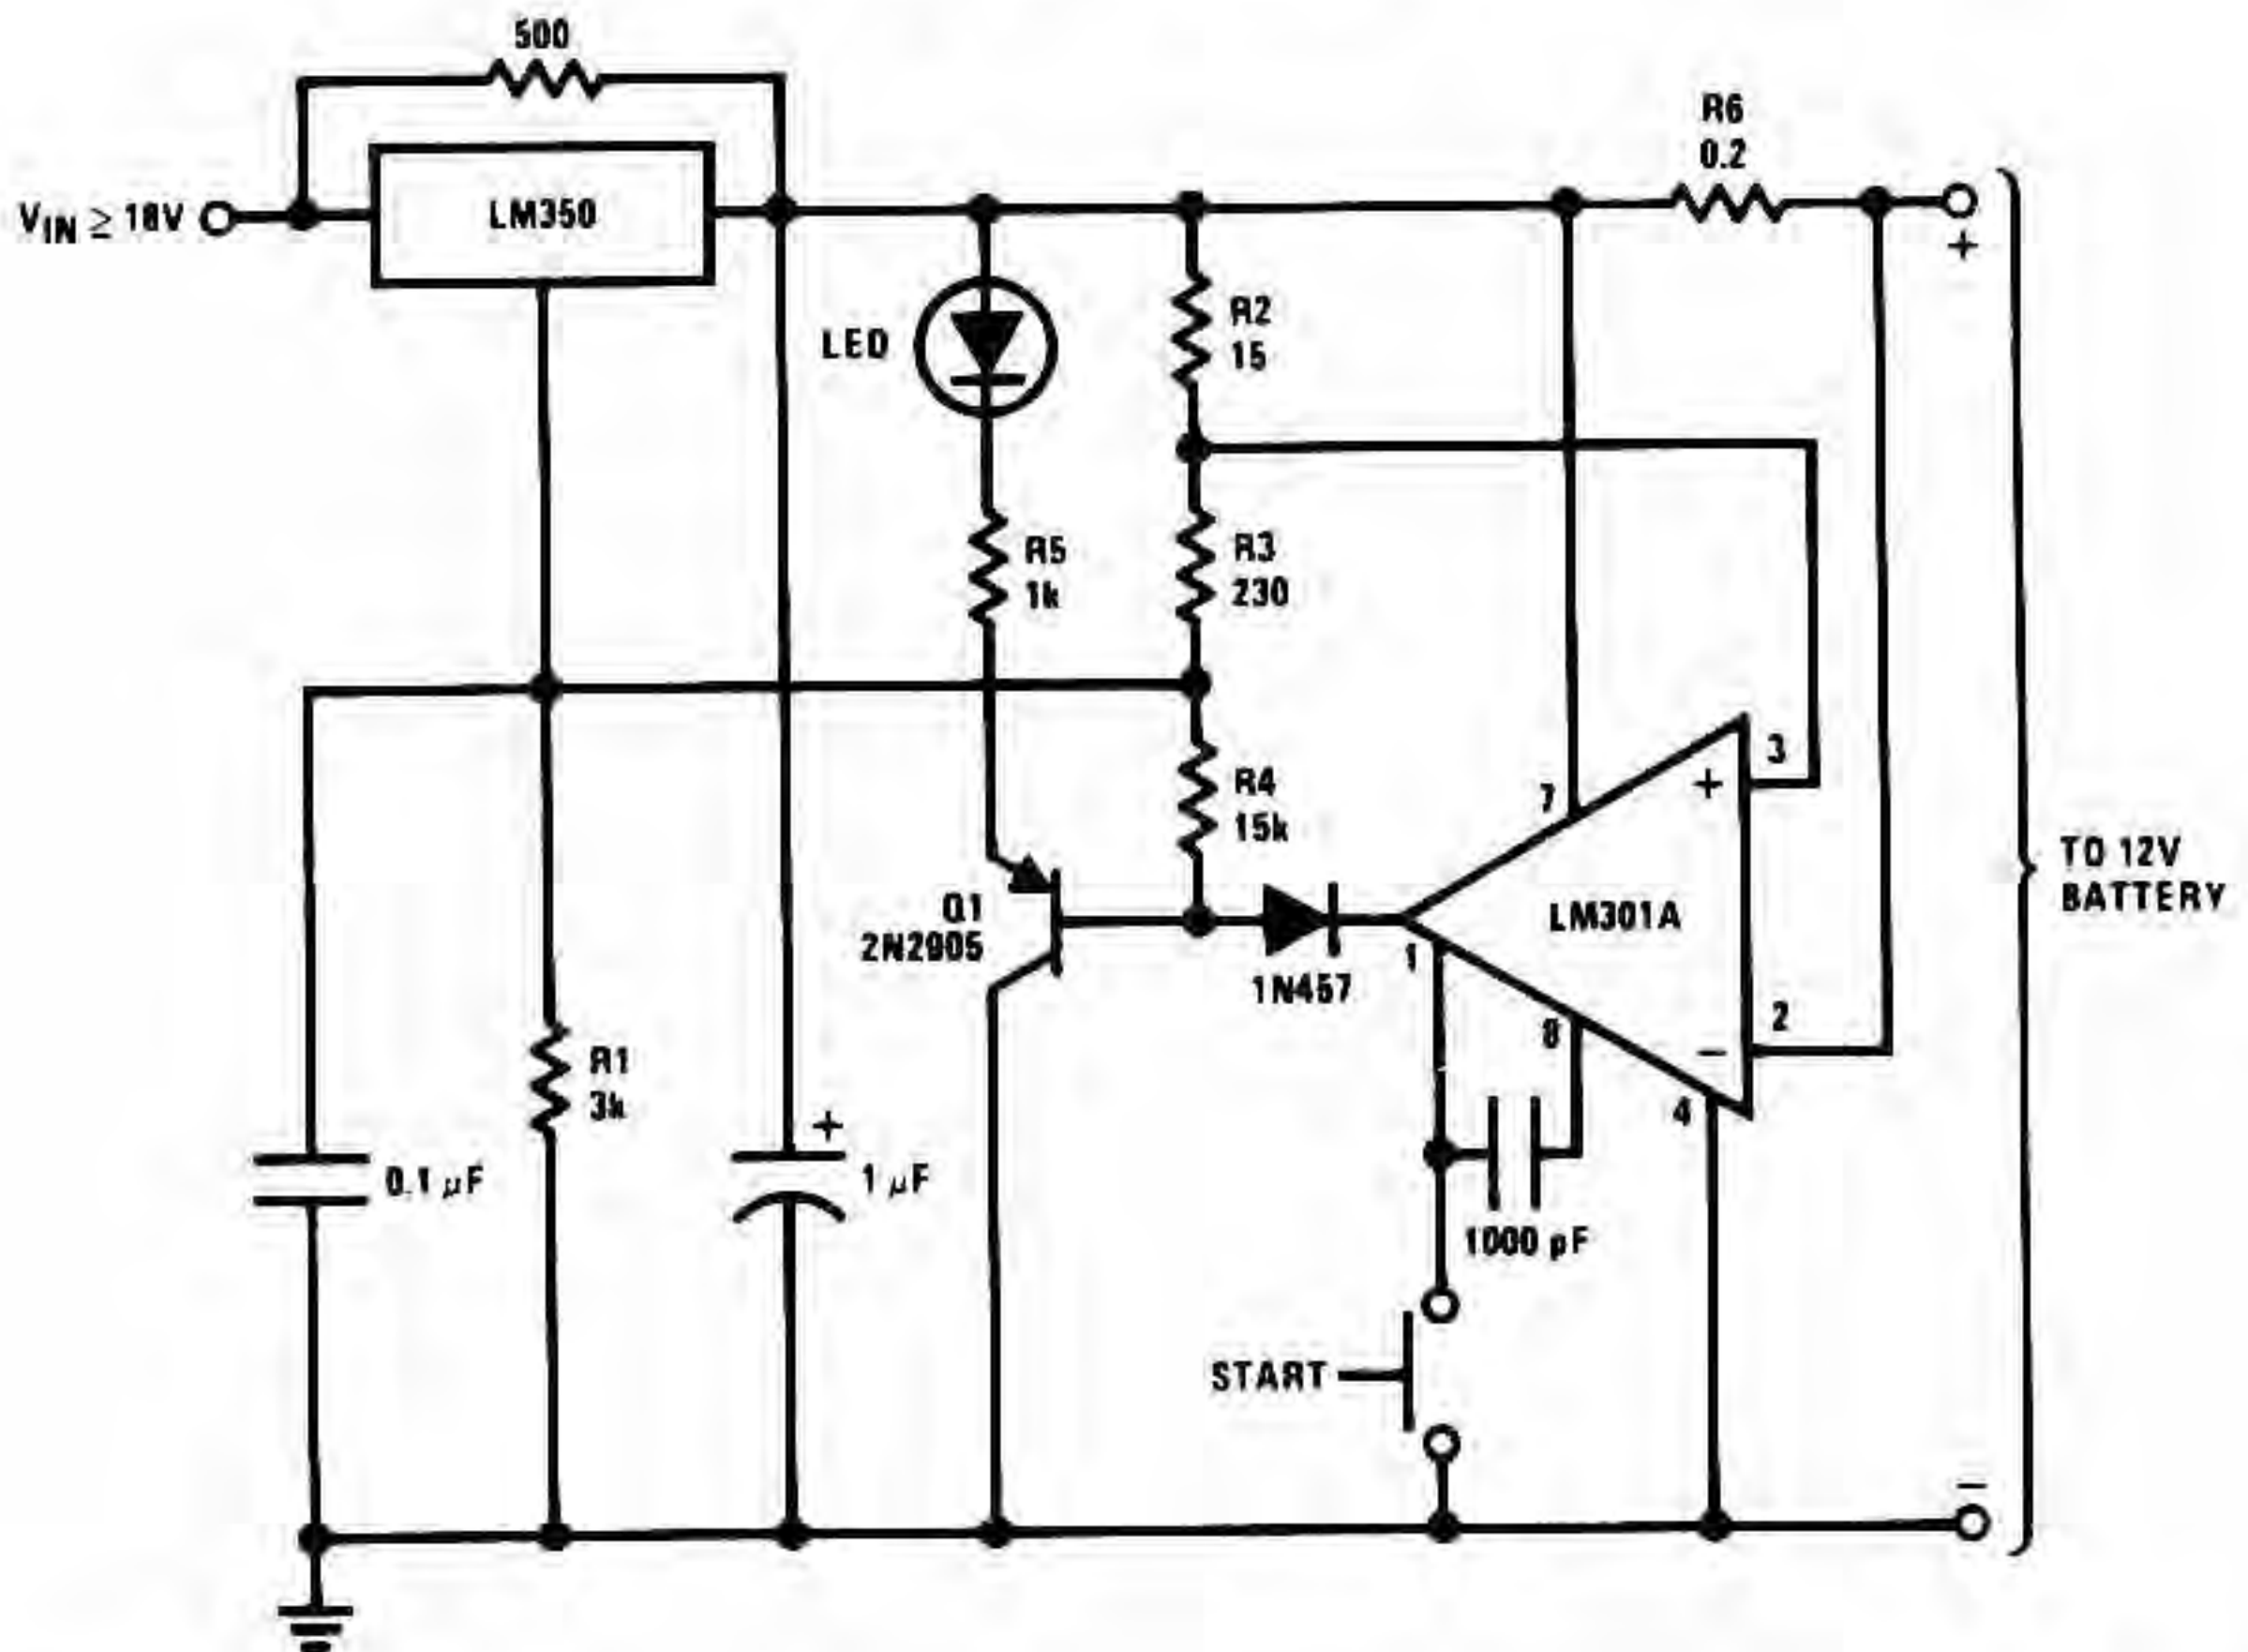 500
R6
0.2
VIN ≥ 18V
LM350
+
LED
R2
15
R5
1k
R3
230
3
+
7
R4
15k
TO 12V
BATTERY
Q1
2N2905
LM301A
1
1N457
2
8
−
R1
3k
4
+
0.1 μF
1 μF
1000 pF
START
−